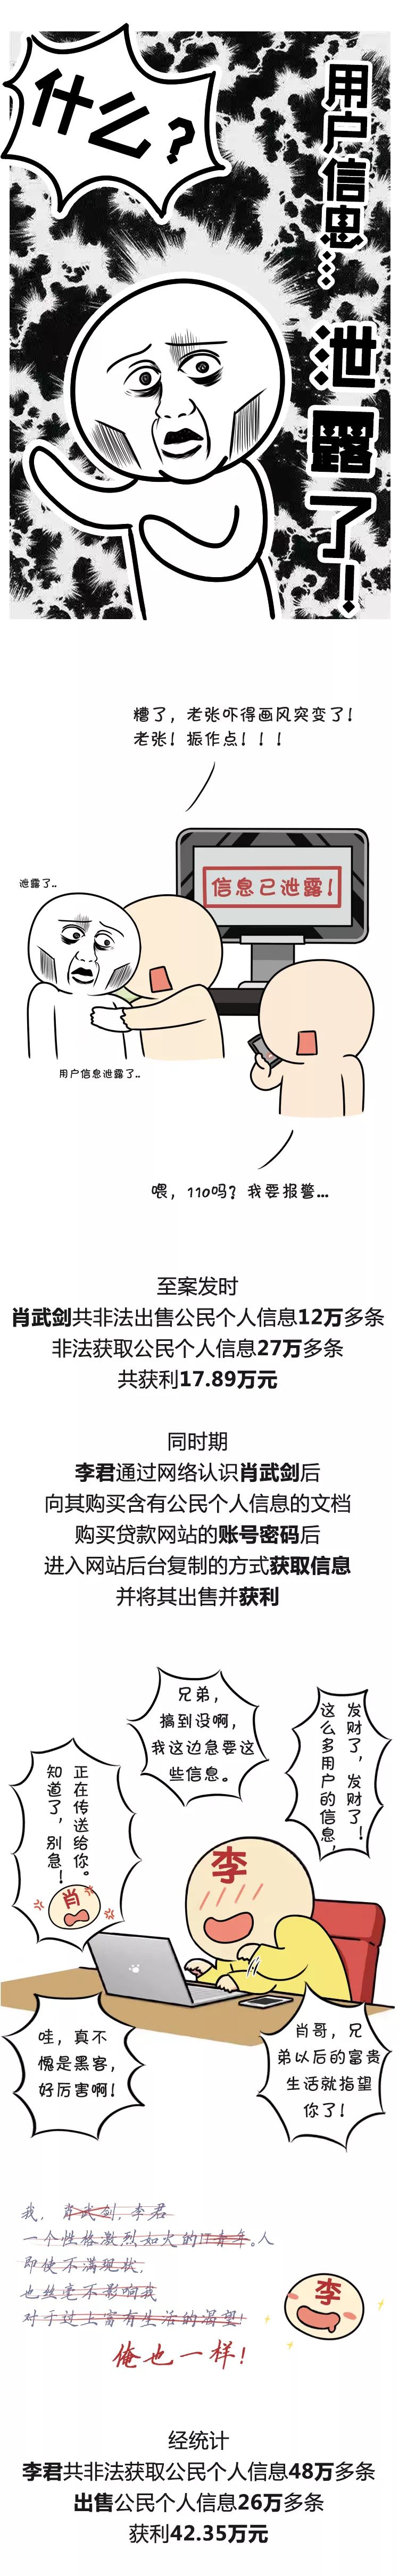 什么?
用户信息…
泄露了!
糟了，老张吓得画风突变了!
老张! 振作点! ! !
信息已泄露!
泄露了..
用户信息泄露了..
喂，110吗? 我要报警...
至案发时
肖武剑共非法出售公民个人信息12万多条
非法获取公民个人信息27万多条
共获利17.89万元
同时期
李君通过网络认识肖武剑后
向其购买含有公民个人信息的文档
购买贷款网站的账号密码后
进入网站后台复制的方式获取信息
并将其出售并获利
兄弟，
搞到没啊，
我这边急要这
些信息。
发财了，发财了!
这么多用户的信息，
正在传送给你。
知道了，别急!
肖
李
哇，真不
愧是黑客，
好厉害啊!
肖哥，兄
弟以后的富贵
生活就指望
你了!
我，肖武剑，李君
一个性格激烈如火的IT青年。人
即使不满现状，
也丝毫不影响我
对于过上富有生活的渴望!
俺也一样!
李
经统计
李君共非法获取公民个人信息48万多条
出售公民个人信息26万多条
获利42.35万元